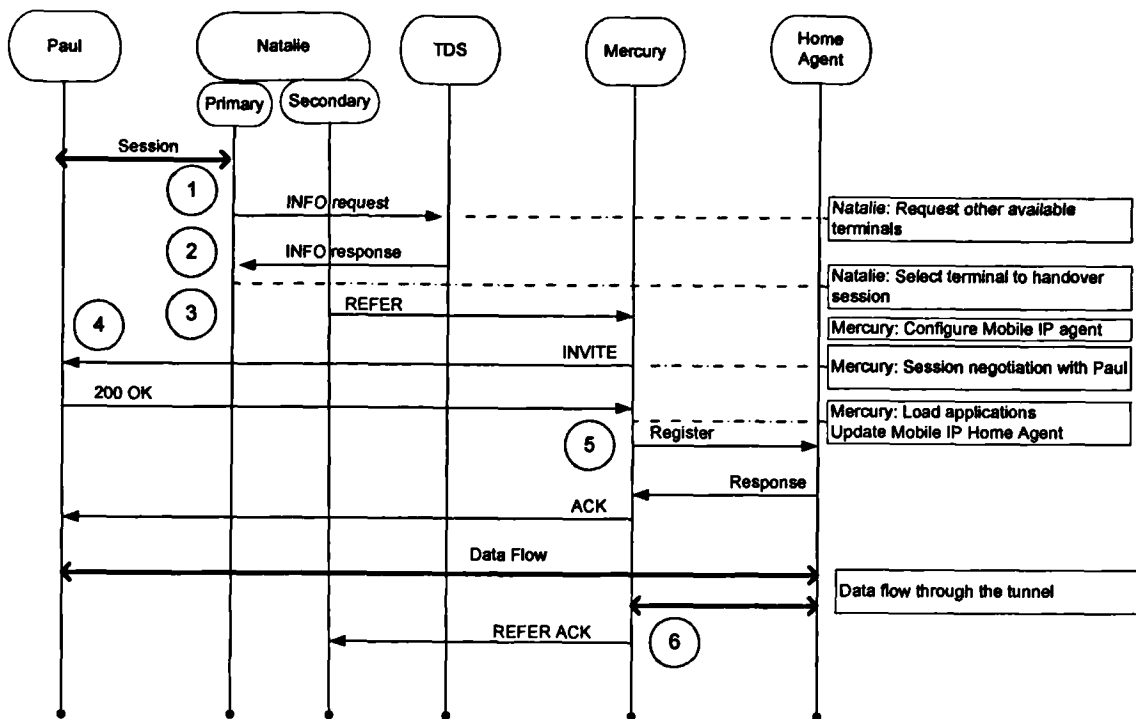 Paul
Natalie
TDS
Mercury
Home
Agent
Primary
Secondary
Session
1
INFO request
Natalie: Request other available
terminals
2
INFO response
Natalie: Select terminal to handover
session
3
REFER
4
Mercury: Configure Mobile IP agent
INVITE
Mercury: Session negotiation with Paul
200 OK
Mercury: Load applications
Update Mobile IP Home Agent
5
Register
Response
ACK
Data Flow
Data flow through the tunnel
REFER ACK
6